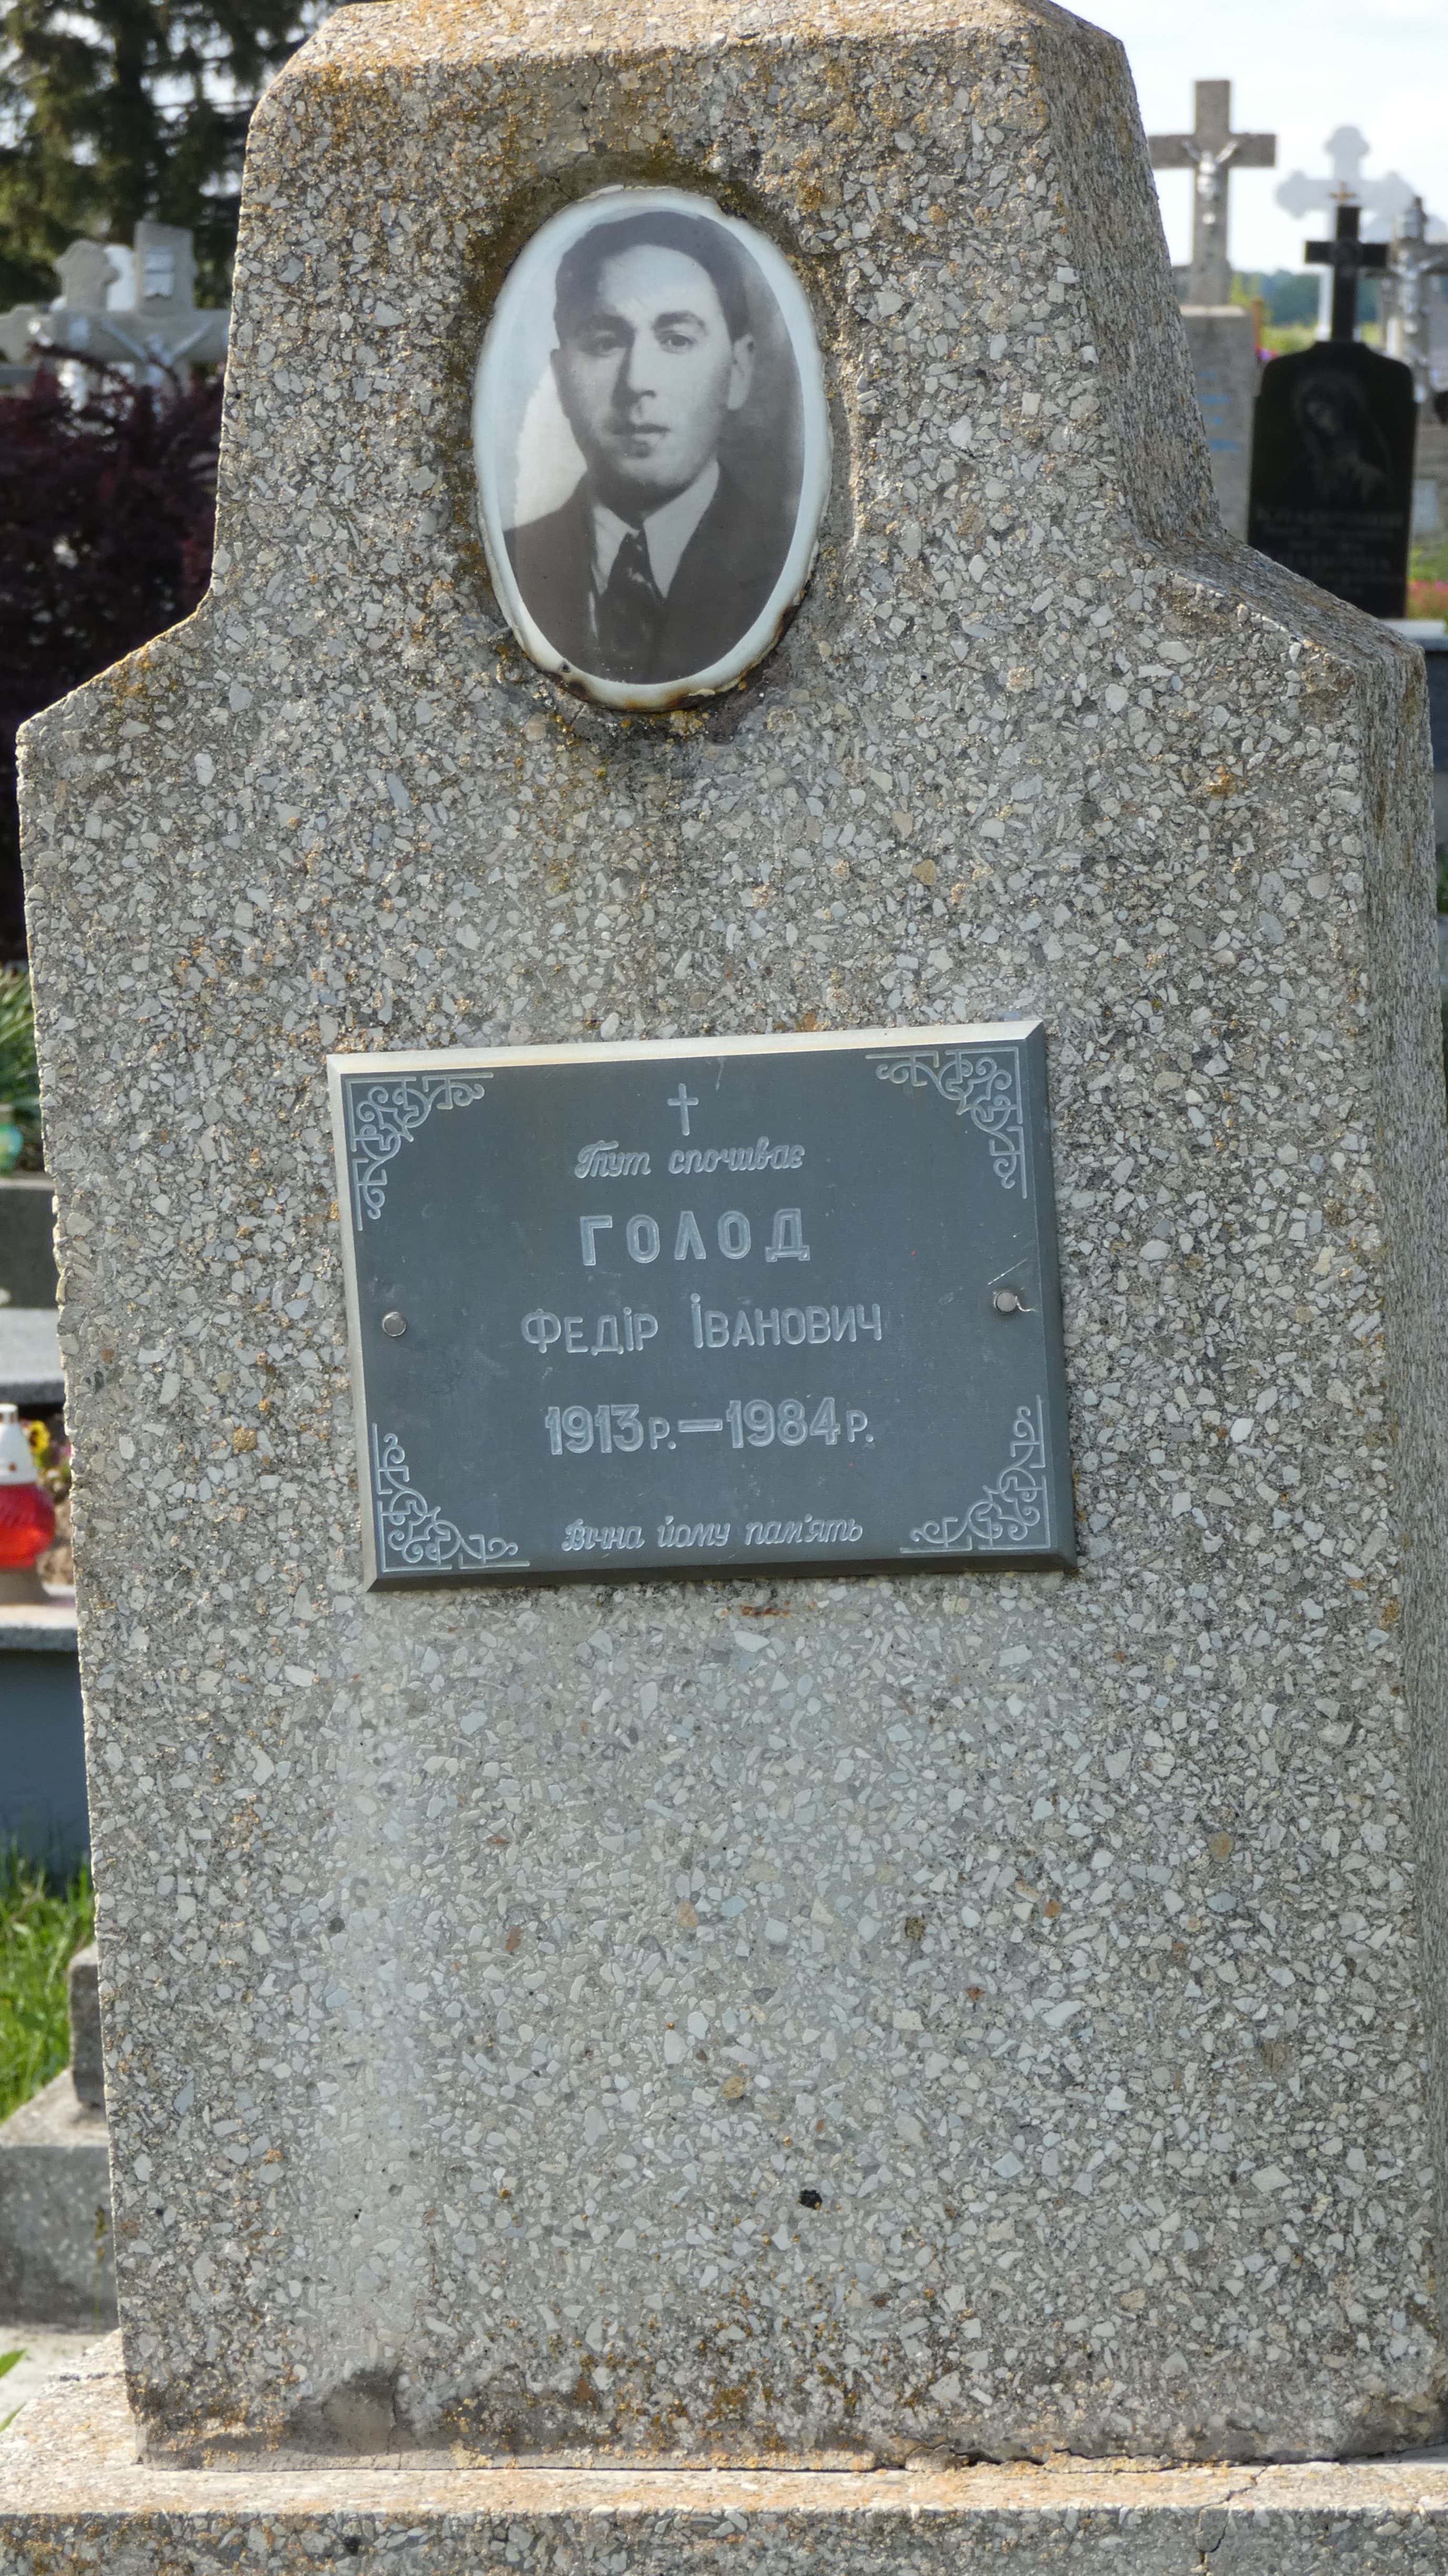 Тут спочиває
ГОЛОД
ФЕДІР ІВАНОВИЧ
1913р.—1984р.
Вічна йому пам'ять